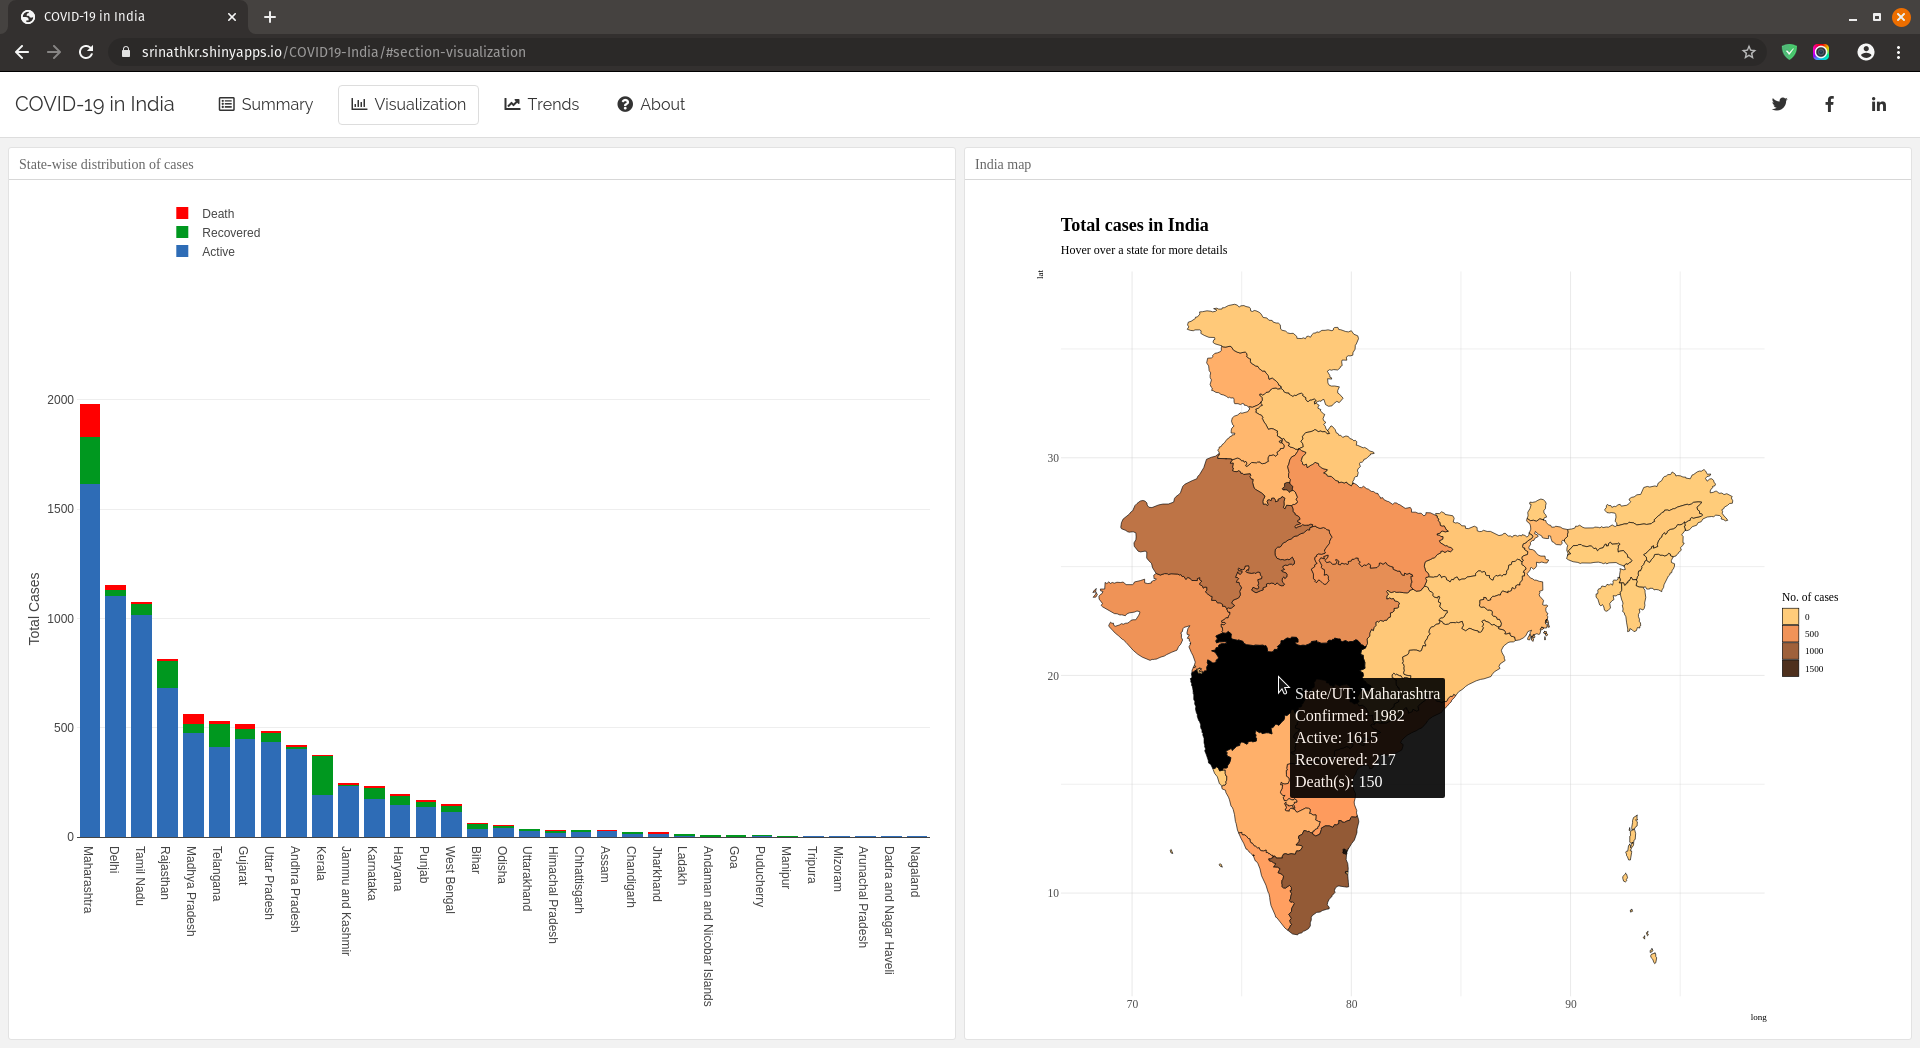 COVID-19 in India
srinathkr.shinyapps.io/COVID19-India/#section-visualization
COVID-19 in India
Summary
Visualization
Trends
About
State-wise distribution of cases
Death
Recovered
Active
Total Cases
2000
1500
1000
500
0
Maharashtra
Delhi
Tamil Nadu
Rajasthan
Madhya Pradesh
Telangana
Gujarat
Uttar Pradesh
Andhra Pradesh
Kerala
Jammu and Kashmir
Karnataka
Haryana
Punjab
West Bengal
Bihar
Odisha
Uttarakhand
Himachal Pradesh
Chhattisgarh
Assam
Chandigarh
Jharkhand
Ladakh
Andaman and Nicobar Islands
Goa
Puducherry
Manipur
Tripura
Mizoram
Arunachal Pradesh
Dadra and Nagar Haveli
Nagaland
India map
Total cases in India
Hover over a state for more details
lat
30
20
10
70
80
90
long
State/UT: Maharashtra
Confirmed: 1982
Active: 1615
Recovered: 217
Death(s): 150
No. of cases
0
500
1000
1500